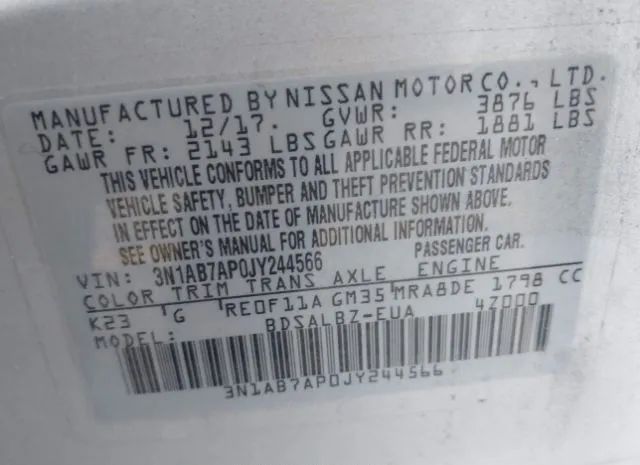 MANUFACTURED BY NISSAN MOTOR CO., LTD.
DATE: 12/17. GVWR: 3876 LBS
GAWR FR: 2143 LBS GAWR RR: 1881 LBS
THIS VEHICLE CONFORMS TO ALL APPLICABLE FEDERAL MOTOR
VEHICLE SAFETY, BUMPER AND THEFT PREVENTION STANDARDS
IN EFFECT ON THE DATE OF MANUFACTURE SHOWN ABOVE.
SEE OWNER'S MANUAL FOR ADDITIONAL INFORMATION.
VIN: 3N1AB7AP0JY244566 PASSENGER CAR.
COLOR TRIM TRANS AXLE ENGINE
K23 G RE0F11A GM35 MRA8DE 1798 CC
MODEL: BDSALBZ-EUA 4Z000
3N1AB7AP0JY244566